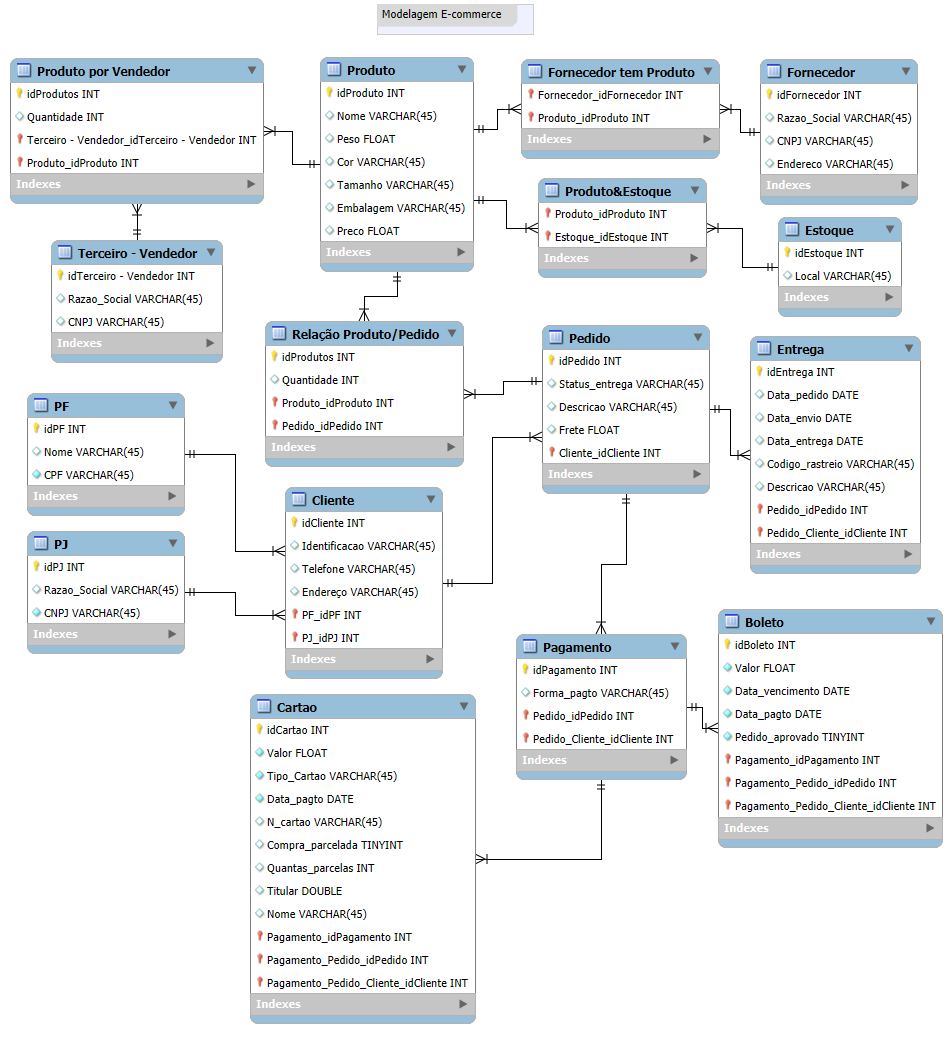 Modelagem E-commerce
Produto por Vendedor
idProdutos INT
Quantidade INT
Terceiro - Vendedor_idTerceiro - Vendedor INT
Produto_idProduto INT
Indexes
Produto
idProduto INT
Nome VARCHAR(45)
Peso FLOAT
Cor VARCHAR(45)
Tamanho VARCHAR(45)
Embalagem VARCHAR(45)
Preco FLOAT
Indexes
Fornecedor tem Produto
Fornecedor_idFornecedor INT
Produto_idProduto INT
Indexes
Fornecedor
idFornecedor INT
Razao_Social VARCHAR(45)
CNPJ VARCHAR(45)
Endereco VARCHAR(45)
Indexes
Produto&Estoque
Produto_idProduto INT
Estoque_idEstoque INT
Indexes
Estoque
idEstoque INT
Local VARCHAR(45)
Indexes
Terceiro - Vendedor
idTerceiro - Vendedor INT
Razao_Social VARCHAR(45)
CNPJ VARCHAR(45)
Indexes
Relação Produto/Pedido
idProdutos INT
Quantidade INT
Produto_idProduto INT
Pedido_idPedido INT
Indexes
Pedido
idPedido INT
Status_entrega VARCHAR(45)
Descricao VARCHAR(45)
Frete FLOAT
Cliente_idCliente INT
Indexes
Entrega
idEntrega INT
Data_pedido DATE
Data_envio DATE
Data_entrega DATE
Codigo_rastreio VARCHAR(45)
Descricao VARCHAR(45)
Pedido_idPedido INT
Pedido_Cliente_idCliente INT
Indexes
PF
idPF INT
Nome VARCHAR(45)
CPF VARCHAR(45)
Indexes
PJ
idPJ INT
Razao_Social VARCHAR(45)
CNPJ VARCHAR(45)
Indexes
Cliente
idCliente INT
Identificacao VARCHAR(45)
Telefone VARCHAR(45)
Endereço VARCHAR(45)
PF_idPF INT
PJ_idPJ INT
Indexes
Pagamento
idPagamento INT
Forma_pagto VARCHAR(45)
Pedido_idPedido INT
Pedido_Cliente_idCliente INT
Indexes
Boleto
idBoleto INT
Valor FLOAT
Data_vencimento DATE
Data_pagto DATE
Pedido_aprovado TINYINT
Pagamento_idPagamento INT
Pagamento_Pedido_idPedido INT
Pagamento_Pedido_Cliente_idCliente INT
Indexes
Cartao
idCartao INT
Valor FLOAT
Tipo_Cartao VARCHAR(45)
Data_pagto DATE
N_cartao VARCHAR(45)
Compra_parcelada TINYINT
Quantas_parcelas INT
Titular DOUBLE
Nome VARCHAR(45)
Pagamento_idPagamento INT
Pagamento_Pedido_idPedido INT
Pagamento_Pedido_Cliente_idCliente INT
Indexes